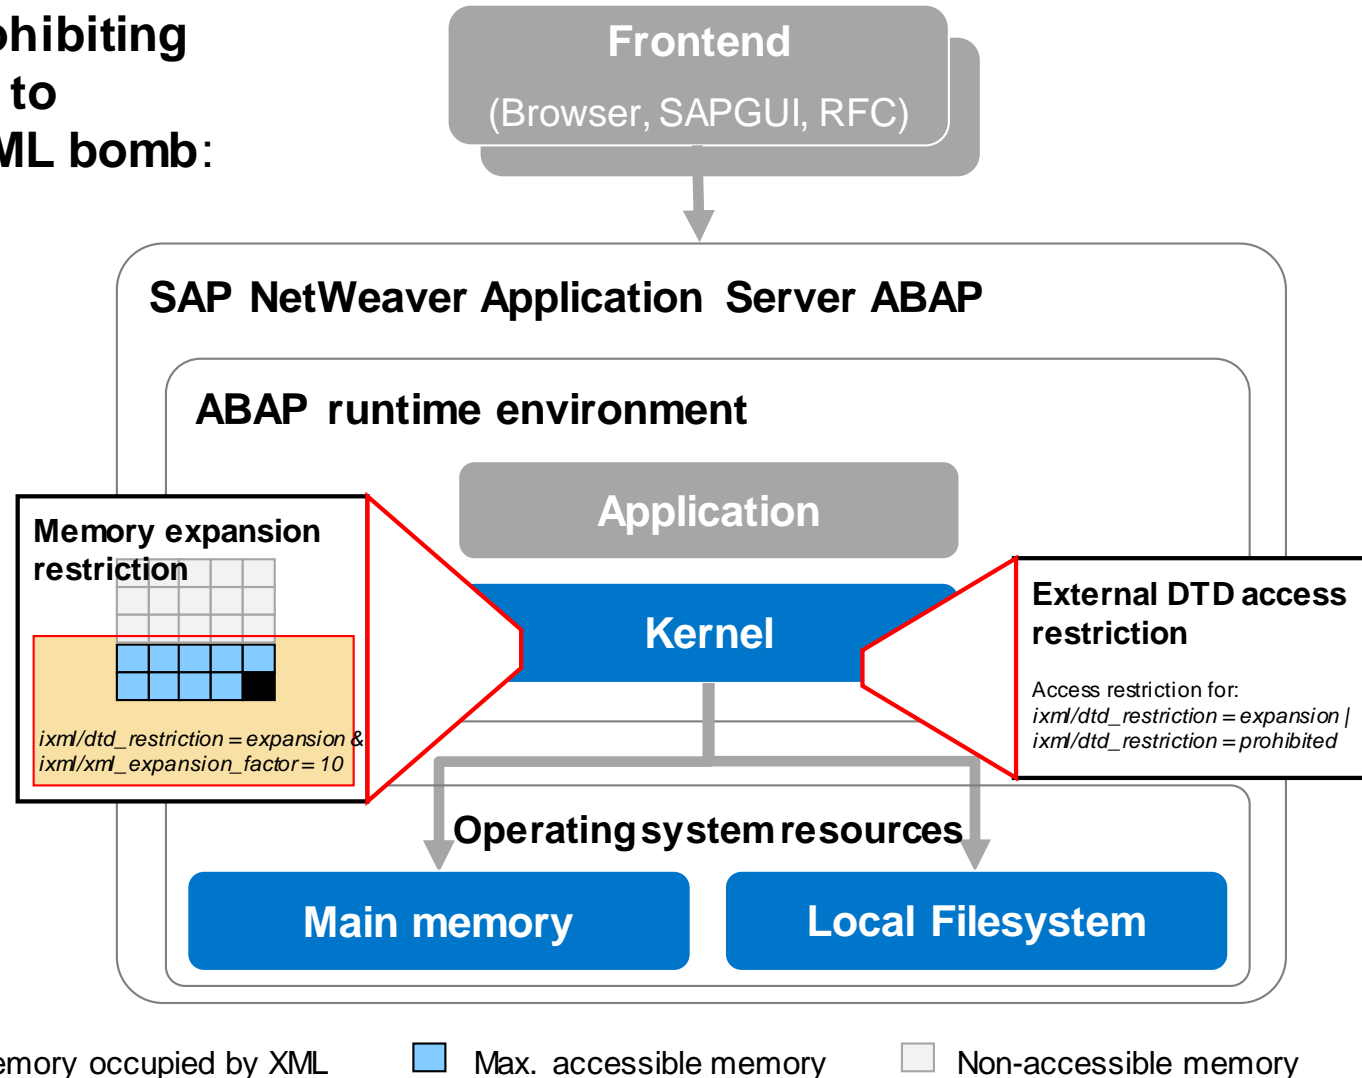 ohibiting
to
ML bomb:
Frontend
(Browser, SAPGUI, RFC)
SAP NetWeaver Application Server ABAP
ABAP runtime environment
Application
Kernel
Memory expansion
restriction
ixml/dtd_restriction = expansion &
ixml/xml_expansion_factor = 10
External DTD access
restriction
Access restriction for:
ixml/dtd_restriction = expansion |
ixml/dtd_restriction = prohibited
Operating system resources
Main memory
Local Filesystem
emory occupied by XML
Max. accessible memory
Non-accessible memory